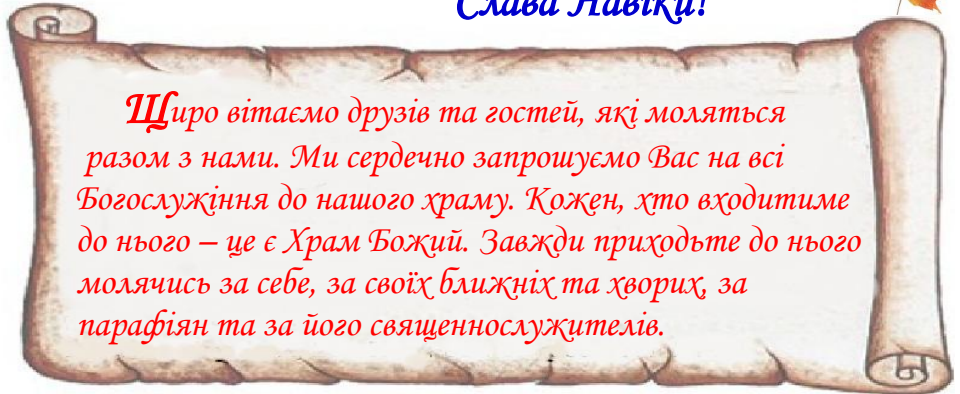 Слава Навіки!
Щиро вітаємо друзів та гостей, які моляться
разом з нами. Ми сердечно запрошуємо Вас на всі
Богослужіння до нашого храму. Кожен, хто входитиме
до нього – це є Храм Божий. Завжди приходьте до нього
молячись за себе, за своїх ближніх та хворих, за
парафіян та за його священнослужителів.